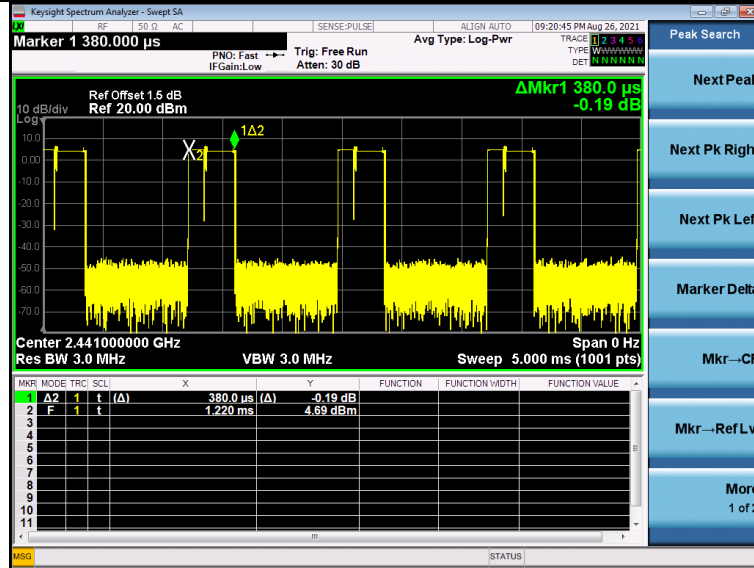 Keysight Spectrum Analyzer - Swept SA
LXI RF 50 Ω AC SENSE:PULSE ALIGN AUTO 09:20:45 PM Aug 26, 2021
Marker 1 380.000 µs
PNO: Fast
IFGain:Low
Trig: Free Run
Atten: 30 dB
Avg Type: Log-Pwr
TRACE 1 2 3 4 5 6
TYPE W
DET N N N N N N
ΔMkr1 380.0 µs
-0.19 dB
Ref Offset 1.5 dB
10 dB/div Ref 20.00 dBm
Log
10.0
0.00
-10.0
-20.0
-30.0
-40.0
-50.0
-60.0
-70.0
X2
1Δ2
Center 2.441000000 GHz Span 0 Hz
Res BW 3.0 MHz VBW 3.0 MHz Sweep 5.000 ms (1001 pts)
MKR MODE TRC SCL X Y FUNCTION FUNCTION WIDTH FUNCTION VALUE
1 Δ2 1 t (Δ) 380.0 µs (Δ) -0.19 dB
2 F 1 t 1.220 ms 4.69 dBm
3
4
5
6
7
8
9
10
11
MSG STATUS
Peak Search
Next Peak
Next Pk Righ
Next Pk Lef
Marker Delta
Mkr→CF
Mkr→Ref Lv
More
1 of 2